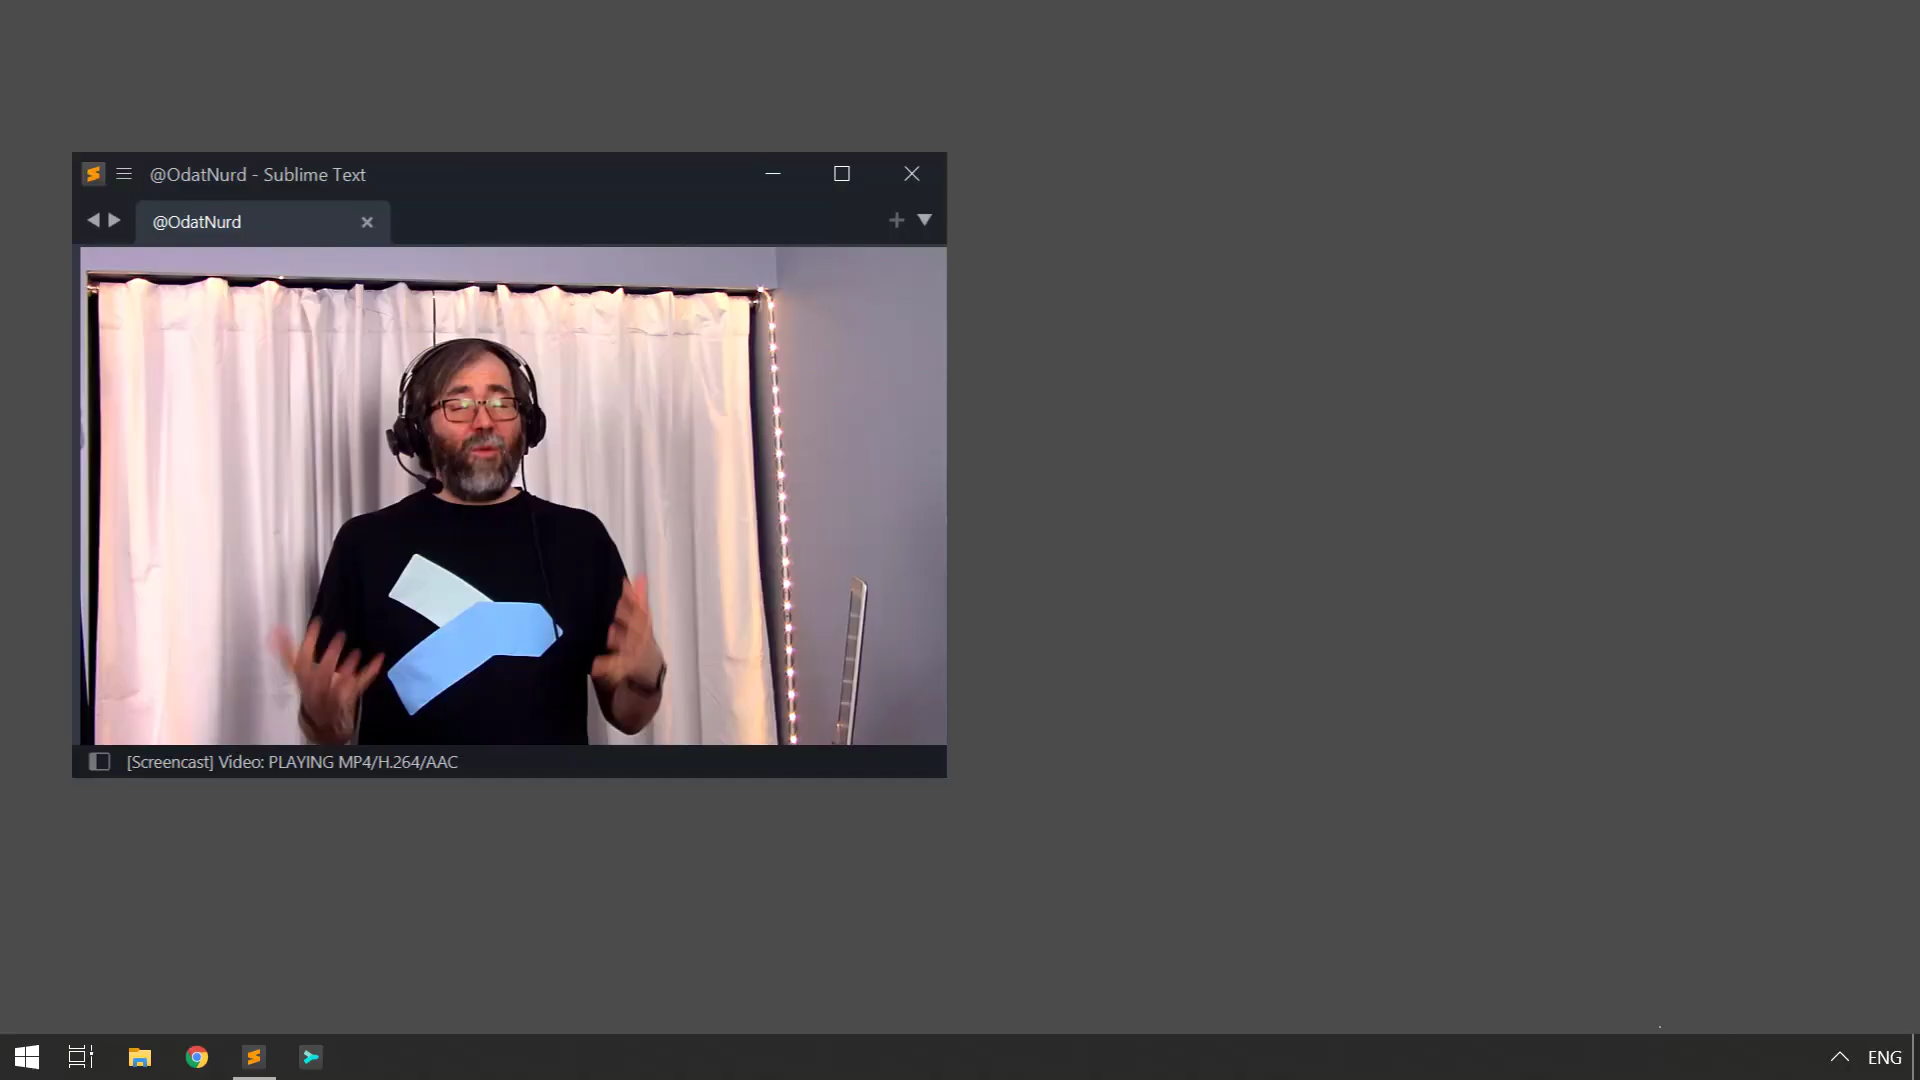 @OdatNurd - Sublime Text
@OdatNurd
[Screencast] Video: PLAYING MP4/H.264/AAC
ENG